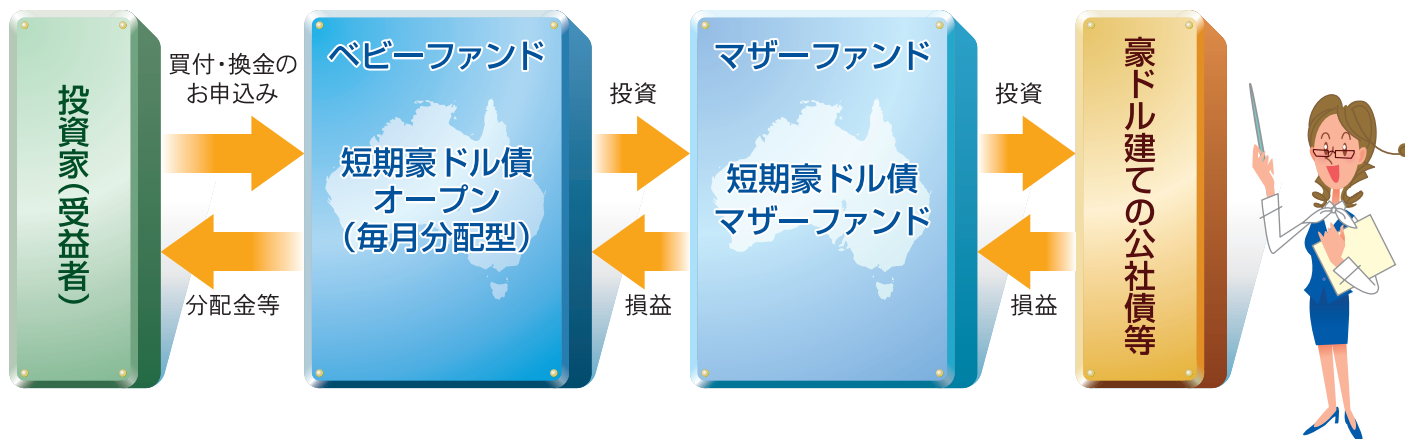 投資家(受益者)
買付・換金の
お申込み
分配金等
ベビーファンド
短期豪ドル債
オープン
(毎月分配型)
投資
損益
マザーファンド
短期豪ドル債
マザーファンド
投資
損益
豪ドル建ての公社債等